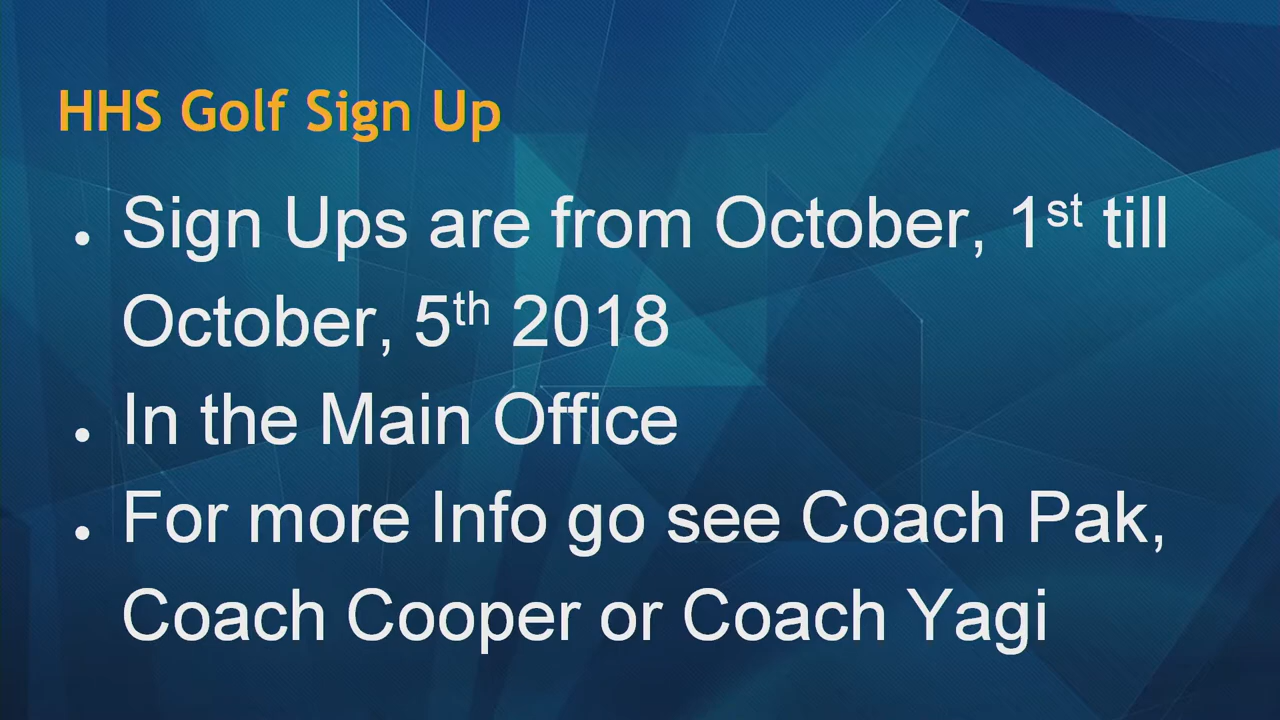 HHS Golf Sign Up
• Sign Ups are from October, 1st till
October, 5th 2018
• In the Main Office
• For more Info go see Coach Pak,
Coach Cooper or Coach Yagi